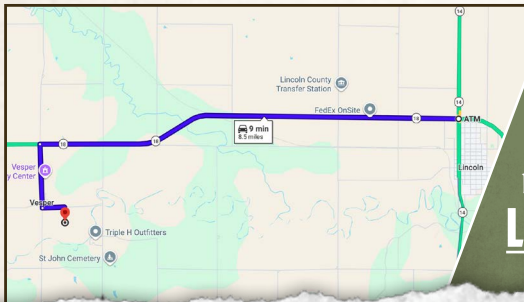 14
Lincoln County
Transfer Station
FedEx OnSite
14
18
ATM
9 min
8.5 miles
18
18
Vesper
y Center
Lincoln
Vesper
14
Triple H Outfitters
St John Cemetery